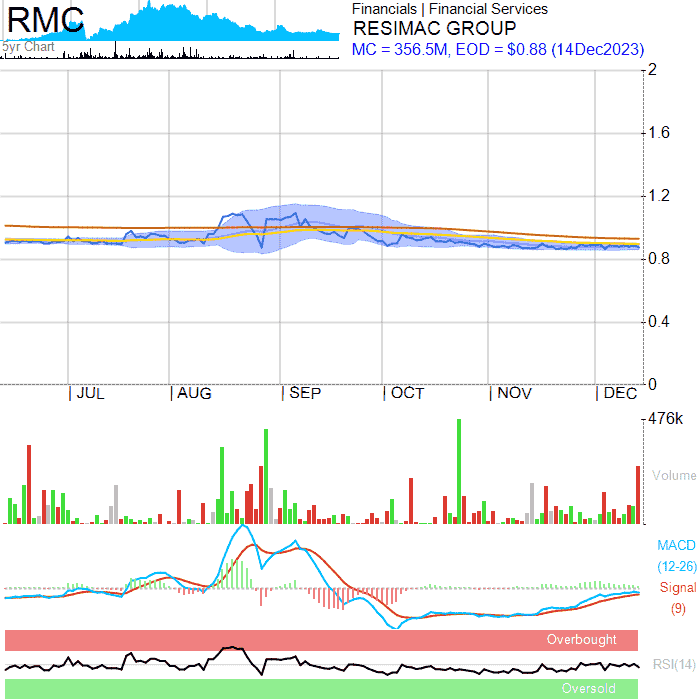 RMC
5yr Chart
Financials | Financial Services
RESIMAC GROUP
MC = 356.5M, EOD = $0.88 (14Dec2023)
2
1.6
1.2
0.8
0.4
0
| JUL | AUG | SEP | OCT | NOV | DEC
476k
Volume
MACD
(12-26)
Signal
(9)
Overbought
RSI(14)
Oversold